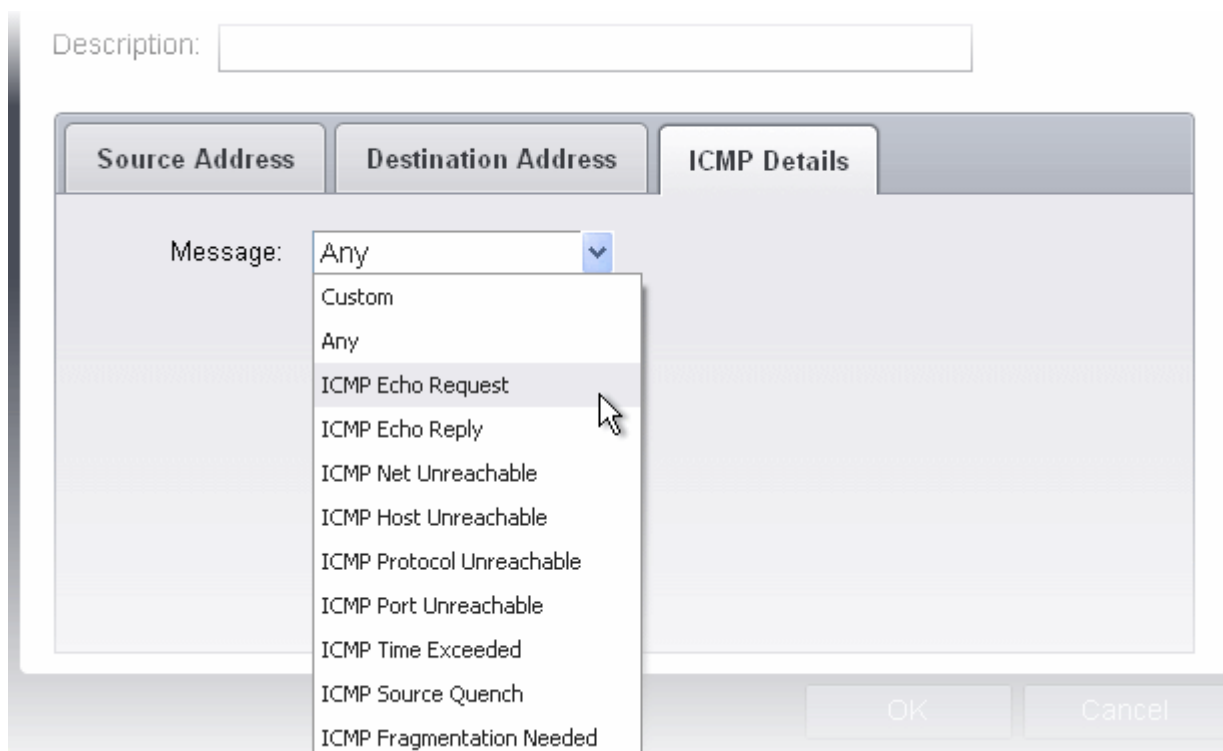 Description:
Source Address Destination Address ICMP Details
Message: Any
Custom
Any
ICMP Echo Request
ICMP Echo Reply
ICMP Net Unreachable
ICMP Host Unreachable
ICMP Protocol Unreachable
ICMP Port Unreachable
ICMP Time Exceeded
ICMP Source Quench
ICMP Fragmentation Needed
OK Cancel